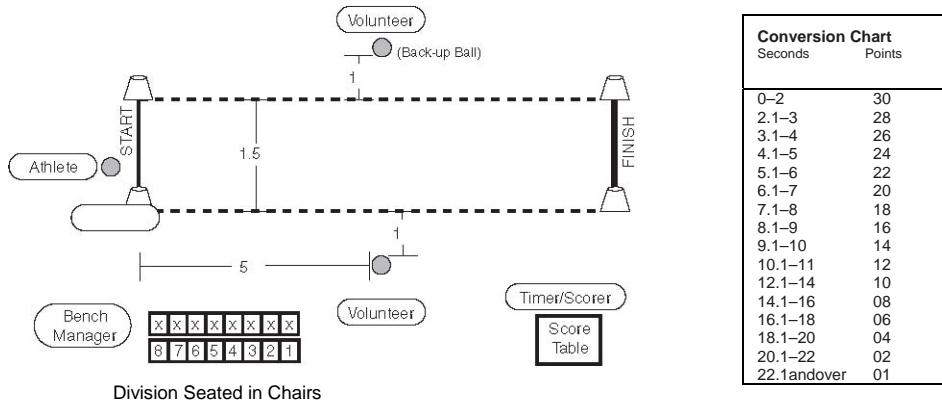 Volunteer
(Back-up Ball)
1
START
FINISH
1.5
Athlete
1
5
Bench
Manager
x x x x x x x x
8 7 6 5 4 3 2 1
Volunteer
Timer/Scorer
Score
Table
Division Seated in Chairs
Conversion Chart
Seconds Points
0–2 30
2.1–3 28
3.1–4 26
4.1–5 24
5.1–6 22
6.1–7 20
7.1–8 18
8.1–9 16
9.1–10 14
10.1–11 12
12.1–14 10
14.1–16 08
16.1–18 06
18.1–20 04
20.1–22 02
22.1andover 01